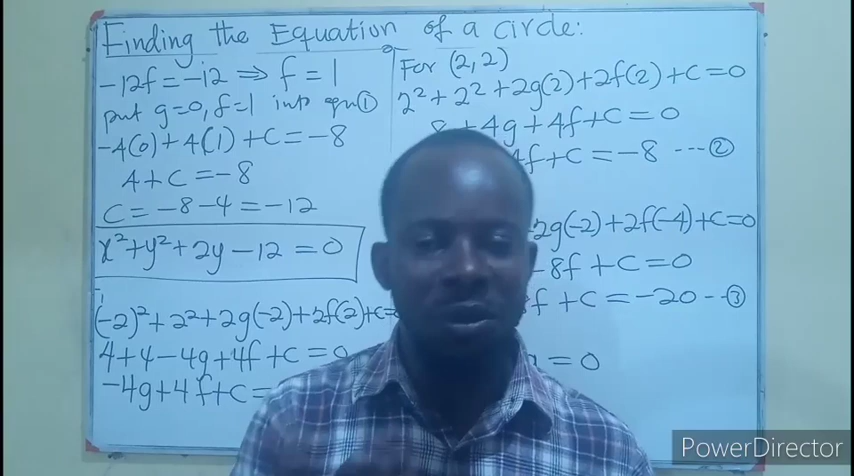 Finding the Equation of a circle:
-12f = -12 ⇒ f = 1
put g=0, f=1 into eqn ①
-4(0)+4(1)+c = -8
4+c = -8
c = -8-4 = -12
x²+y²+2y-12 = 0
(-2)²+2²+2g(-2)+2f(2)+c=
4+4-4g+4f+c = 0
-4g+4f+c =
For (2,2)
2²+2²+2g(2)+2f(2)+c=0
8+4g+4f+c=0
4f+c = -8 ---②
2g(-2)+2f(-4)+c=0
-8f+c=0
f+c = -20 --③
= 0
PowerDirector